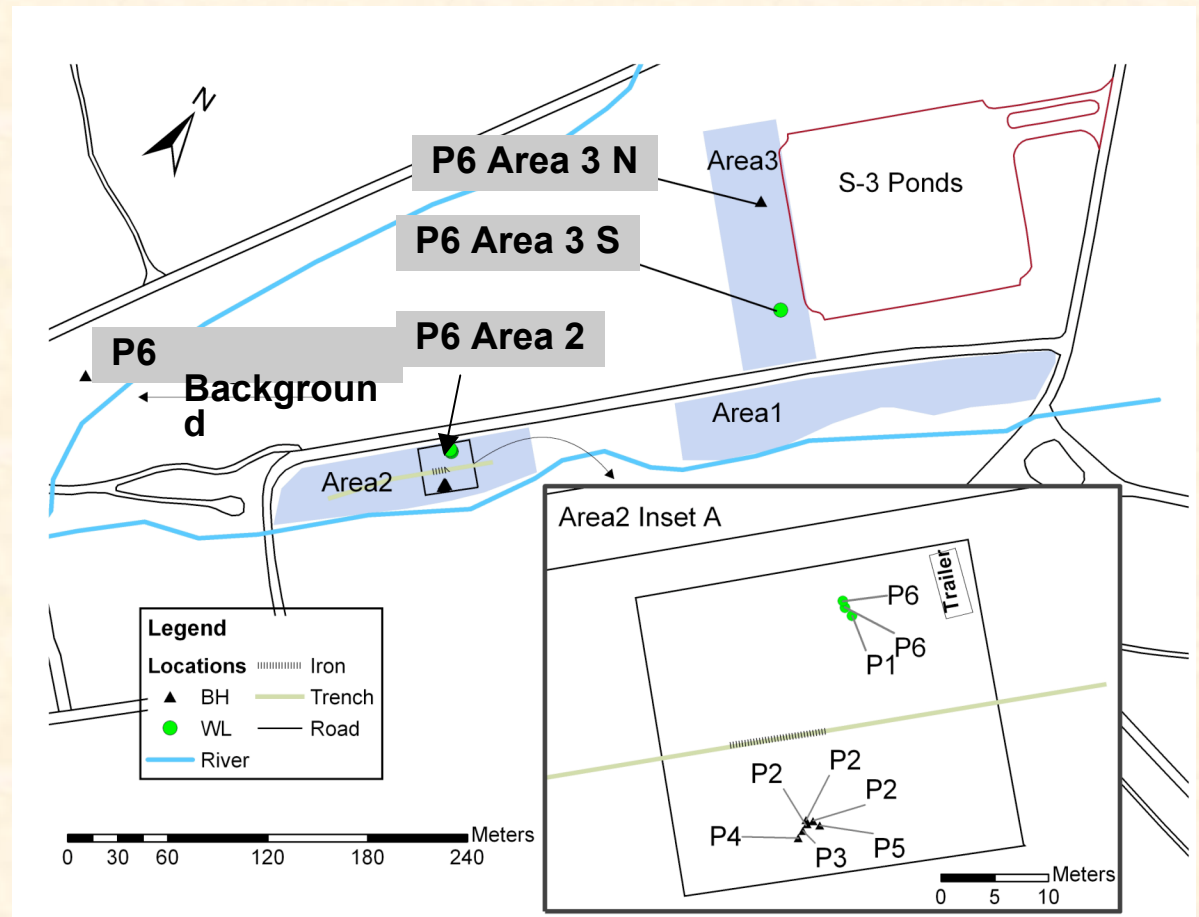 N
P6 Area 3 N
Area3
S-3 Ponds
P6 Area 3 S
P6 Area 2
P6
Backgroun
d
Area1
Area2
Area2 Inset A
Trailer
P6
P6
P1
P2
P2
P2
P4
P3
P5
Meters
0 5 10
Legend
Locations
Iron
BH
Trench
WL
Road
River
Meters
0 30 60 120 180 240